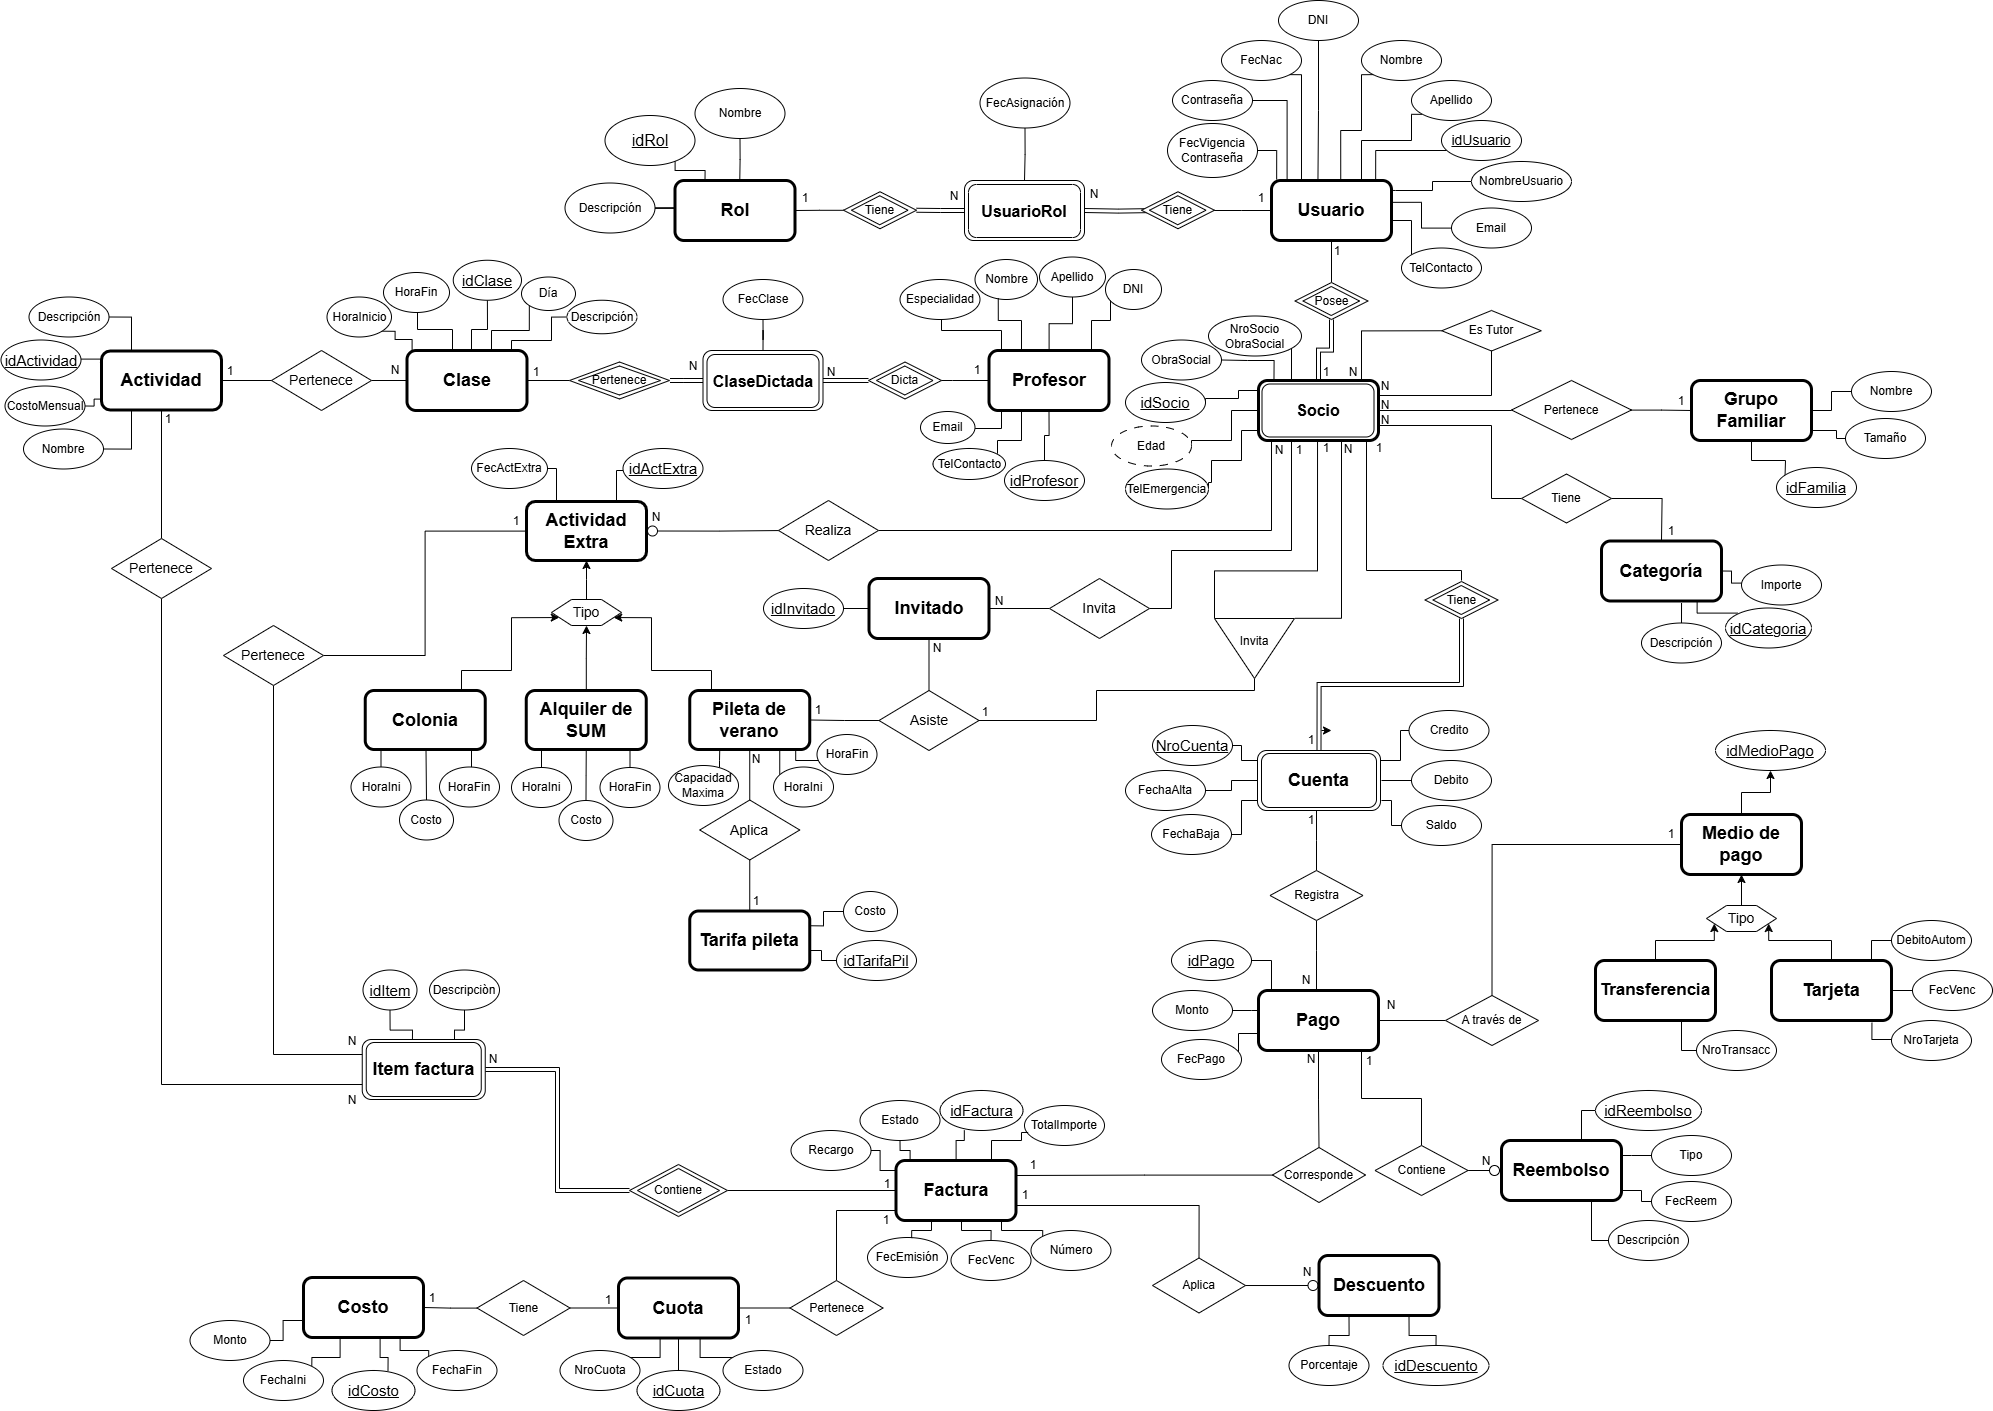 DNI
FecNac
Nombre
Contraseña
Apellido
FecVigencia
Contraseña
idUsuario
NombreUsuario
Email
TelContacto
Usuario
1
1
Tiene
N
FecAsignación
UsuarioRol
N
Tiene
1
Nombre
idRol
Descripción
Rol
Posee
1
Descripción
idActividad
CostoMensual
Nombre
Actividad
1
1
Pertenece
N
HoraInicio
HoraFin
idClase
Día
Descripción
Clase
1
Pertenece
N
FecClase
ClaseDictada
N
Dicta
1
Especialidad
Nombre
Apellido
DNI
Profesor
Email
TelContacto
idProfesor
NroSocio
ObraSocial
ObraSocial
idSocio
Edad
TelEmergencia
Socio
N
N
Es Tutor
N
Pertenece
1
Grupo
Familiar
Nombre
Tamaño
idFamilia
N
Tiene
1
Categoría
Importe
idCategoria
Descripción
N
1
1
N
1
FecActExtra
idActExtra
Actividad
Extra
1
N
Realiza
Pertenece
Pertenece
Tipo
idInvitado
Invitado
N
Invita
N
Invita
Tiene
Colonia
HoraIni
Costo
HoraFin
Alquiler de
SUM
HoraIni
Costo
HoraFin
Pileta de
verano
1
Asiste
1
Capacidad
Maxima
N
HoraIni
HoraFin
Aplica
1
Tarifa pileta
Costo
idTarifaPil
1
NroCuenta
FechaAlta
FechaBaja
Cuenta
Credito
Debito
Saldo
1
Registra
N
idMedioPago
Medio de
pago
1
Tipo
Transferencia
NroTransacc
Tarjeta
DebitoAutom
FecVenc
NroTarjeta
idPago
Monto
FecPago
Pago
N
A través de
N
1
idItem
Descripciòn
N
N
Item factura
N
Contiene
1
Recargo
Estado
idFactura
TotalImporte
Factura
1
Corresponde
1
1
FecEmisión
FecVenc
Número
Contiene
N
Reembolso
idReembolso
Tipo
FecReem
Descripción
Aplica
N
Descuento
Porcentaje
idDescuento
Costo
Monto
FechaIni
idCosto
FechaFin
1
Tiene
1
Cuota
1
NroCuota
idCuota
Estado
Pertenece